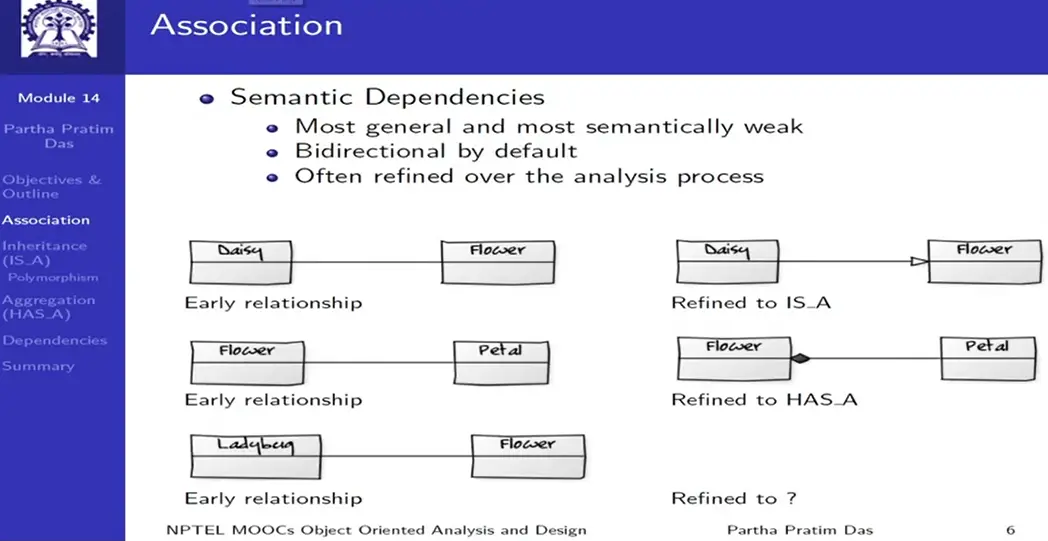 Association
Module 14
Partha Pratim
Das
Objectives &
Outline
Association
Inheritance
(IS_A)
Polymorphism
Aggregation
(HAS_A)
Dependencies
Summary
Semantic Dependencies
Most general and most semantically weak
Bidirectional by default
Often refined over the analysis process
Daisy Flower
Early relationship
Daisy Flower
Refined to IS_A
Flower Petal
Early relationship
Flower Petal
Refined to HAS_A
Ladybug Flower
Early relationship
Refined to ?
NPTEL MOOCs Object Oriented Analysis and Design Partha Pratim Das 6